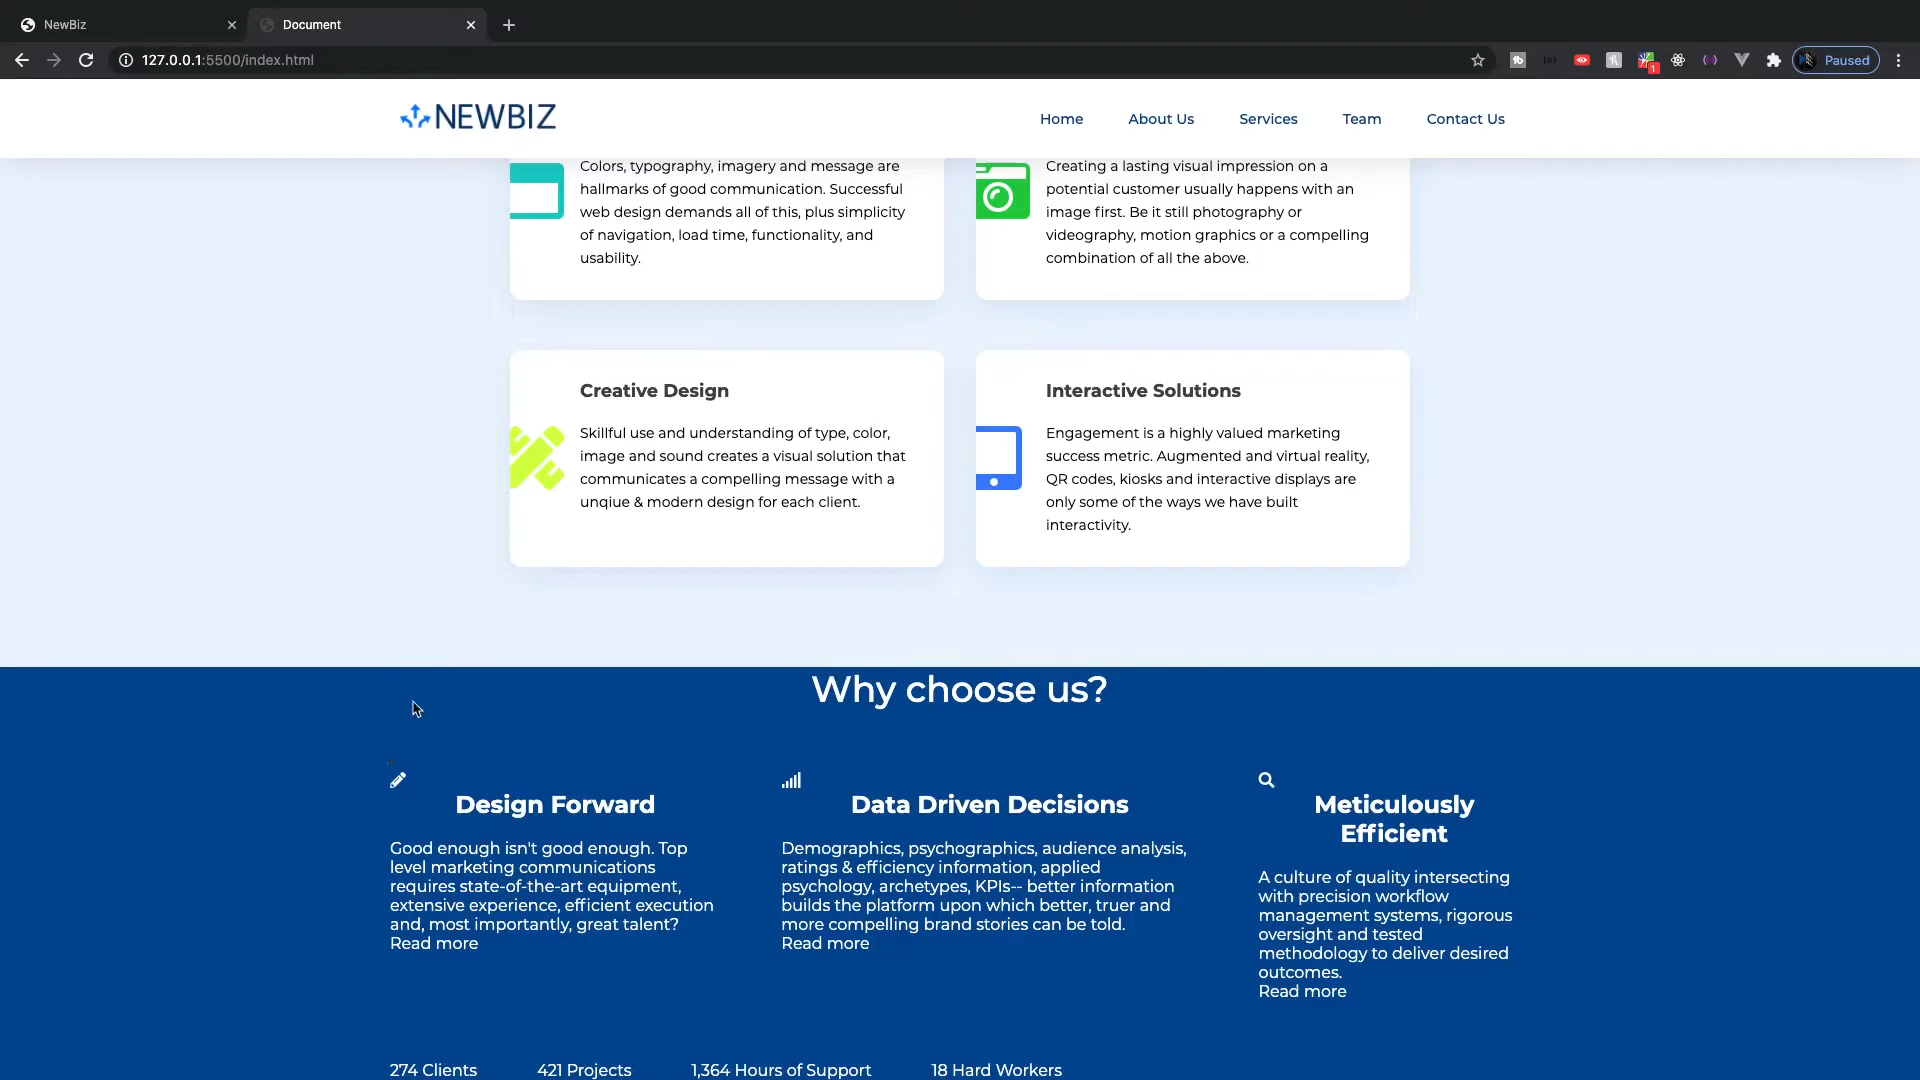 NewBiz
Document
127.0.0.1:5500/index.html
1
Paused
NEWBIZ
Home
About Us
Services
Team
Contact Us
Colors, typography, imagery and message are
hallmarks of good communication. Successful
web design demands all of this, plus simplicity
of navigation, load time, functionality, and
usability.
Creating a lasting visual impression on a
potential customer usually happens with an
image first. Be it still photography or
videography, motion graphics or a compelling
combination of all the above.
Creative Design
Skillful use and understanding of type, color,
image and sound creates a visual solution that
communicates a compelling message with a
unqiue & modern design for each client.
Interactive Solutions
Engagement is a highly valued marketing
success metric. Augmented and virtual reality,
QR codes, kiosks and interactive displays are
only some of the ways we have built
interactivity.
Why choose us?
Design Forward
Good enough isn't good enough. Top
level marketing communications
requires state-of-the-art equipment,
extensive experience, efficient execution
and, most importantly, great talent?
Read more
Data Driven Decisions
Demographics, psychographics, audience analysis,
ratings & efficiency information, applied
psychology, archetypes, KPIs-- better information
builds the platform upon which better, truer and
more compelling brand stories can be told.
Read more
Meticulously
Efficient
A culture of quality intersecting
with precision workflow
management systems, rigorous
oversight and tested
methodology to deliver desired
outcomes.
Read more
274 Clients
421 Projects
1,364 Hours of Support
18 Hard Workers